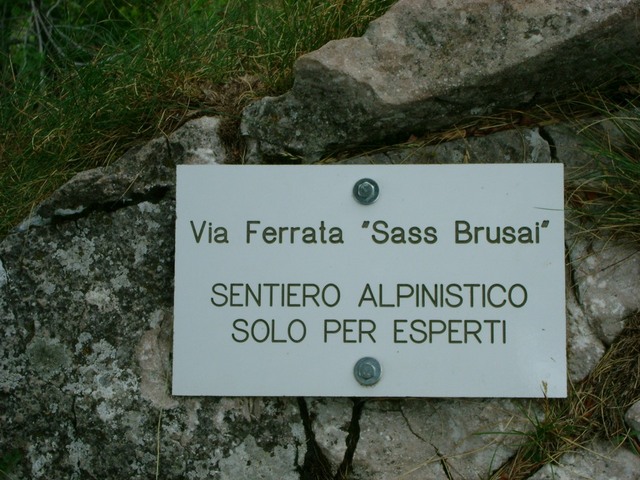 Via Ferrata "Sass Brusai"
SENTIERO ALPINISTICO
SOLO PER ESPERTI